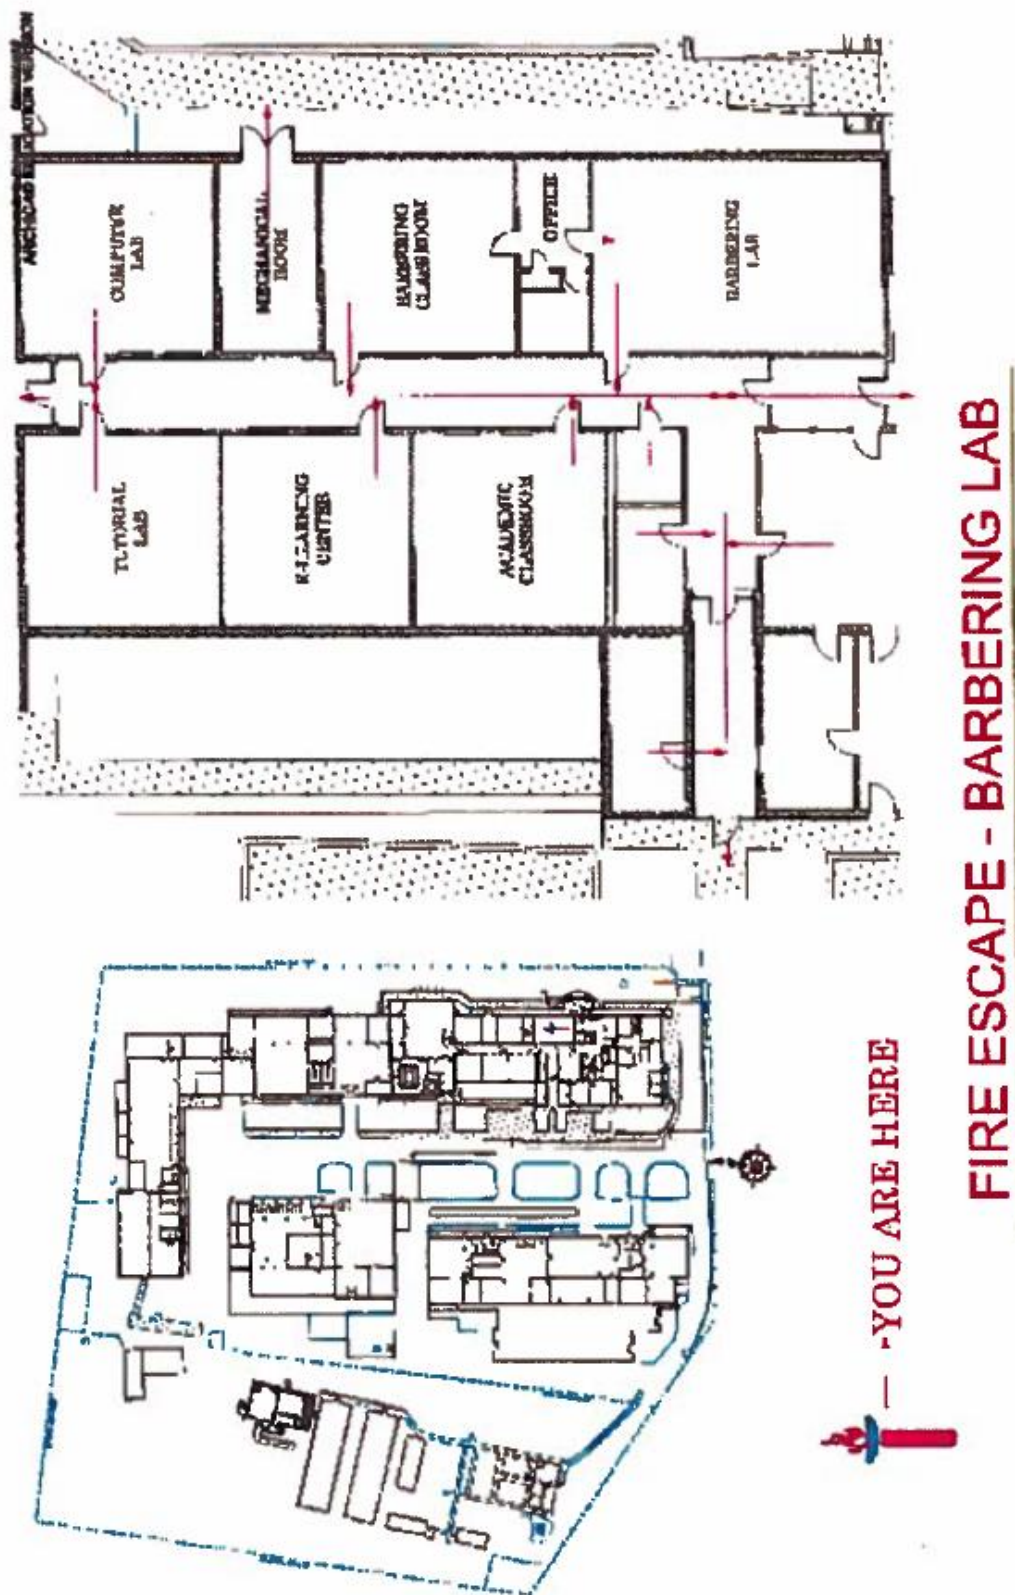 COMPUTER
LAB
MECHANICAL
ROOM
BARBERING
CLASSROOM
OFFICE
BARBERING
LAB
TUTORIAL
LAB
E-LEARNING
CENTER
ACADEMIC
CLASSROOM
- YOU ARE HERE
FIRE ESCAPE - BARBERING LAB